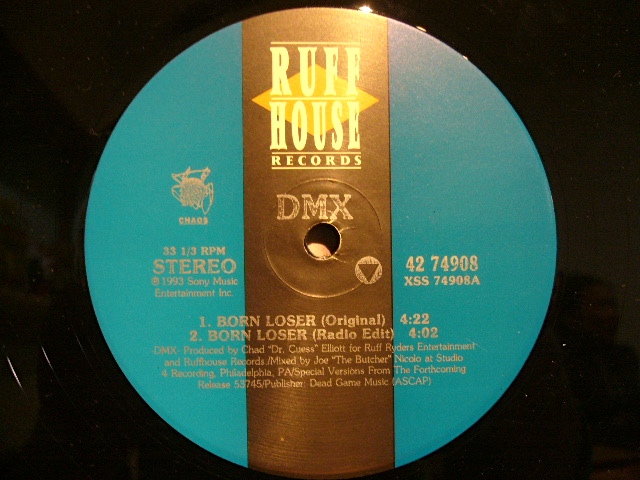 RUFF
HOUSE
RECORDS
DMX
CHAOS
33 1/3 RPM
STEREO
℗ 1993 Sony Music
Entertainment Inc.
42 74908
XSS 74908A
1. BORN LOSER (Original) 4:22
2. BORN LOSER (Radio Edit) 4:02
DMX- Produced by Chad "Dr. Cuess" Elliott for Ruff Ryders Entertainment
and Ruffhouse Records./Mixed by Joe "The Butcher" Nicolo at Studio
4 Recording, Philadelphia, PA/Special Versions From The Forthcoming
Release 53745/Publisher: Dead Game Music (ASCAP)